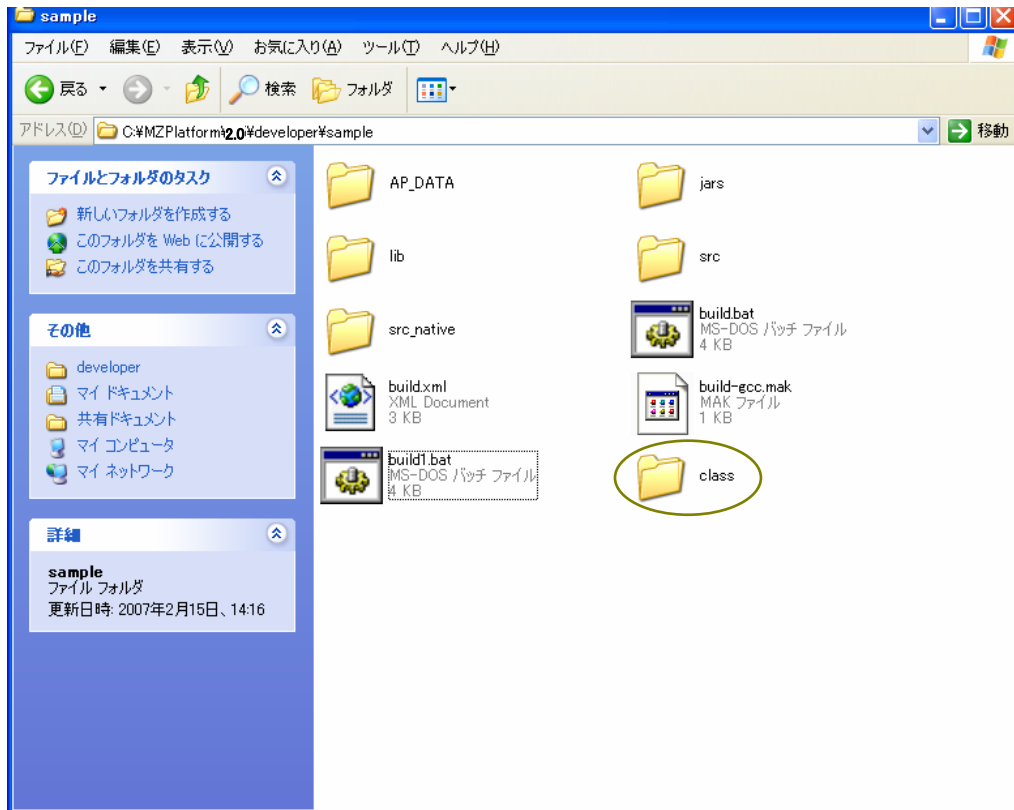 sample
ファイル(F) 編集(E) 表示(V) お気に入り(A) ツール(T) ヘルプ(H)
戻る 検索 フォルダ
アドレス(D) C:¥MZPlatform¥2.0¥developer¥sample 移動
ファイルとフォルダのタスク
新しいフォルダを作成する
このフォルダを Web に公開する
このフォルダを共有する
その他
developer
マイ ドキュメント
共有ドキュメント
マイ コンピュータ
マイ ネットワーク
詳細
sample
ファイル フォルダ
更新日時: 2007年2月15日、14:16
AP_DATA
jars
lib
src
src_native
build.bat
MS-DOS バッチ ファイル
4 KB
build.xml
XML Document
3 KB
build-gcc.mak
MAK ファイル
1 KB
build1.bat
MS-DOS バッチ ファイル
4 KB
class